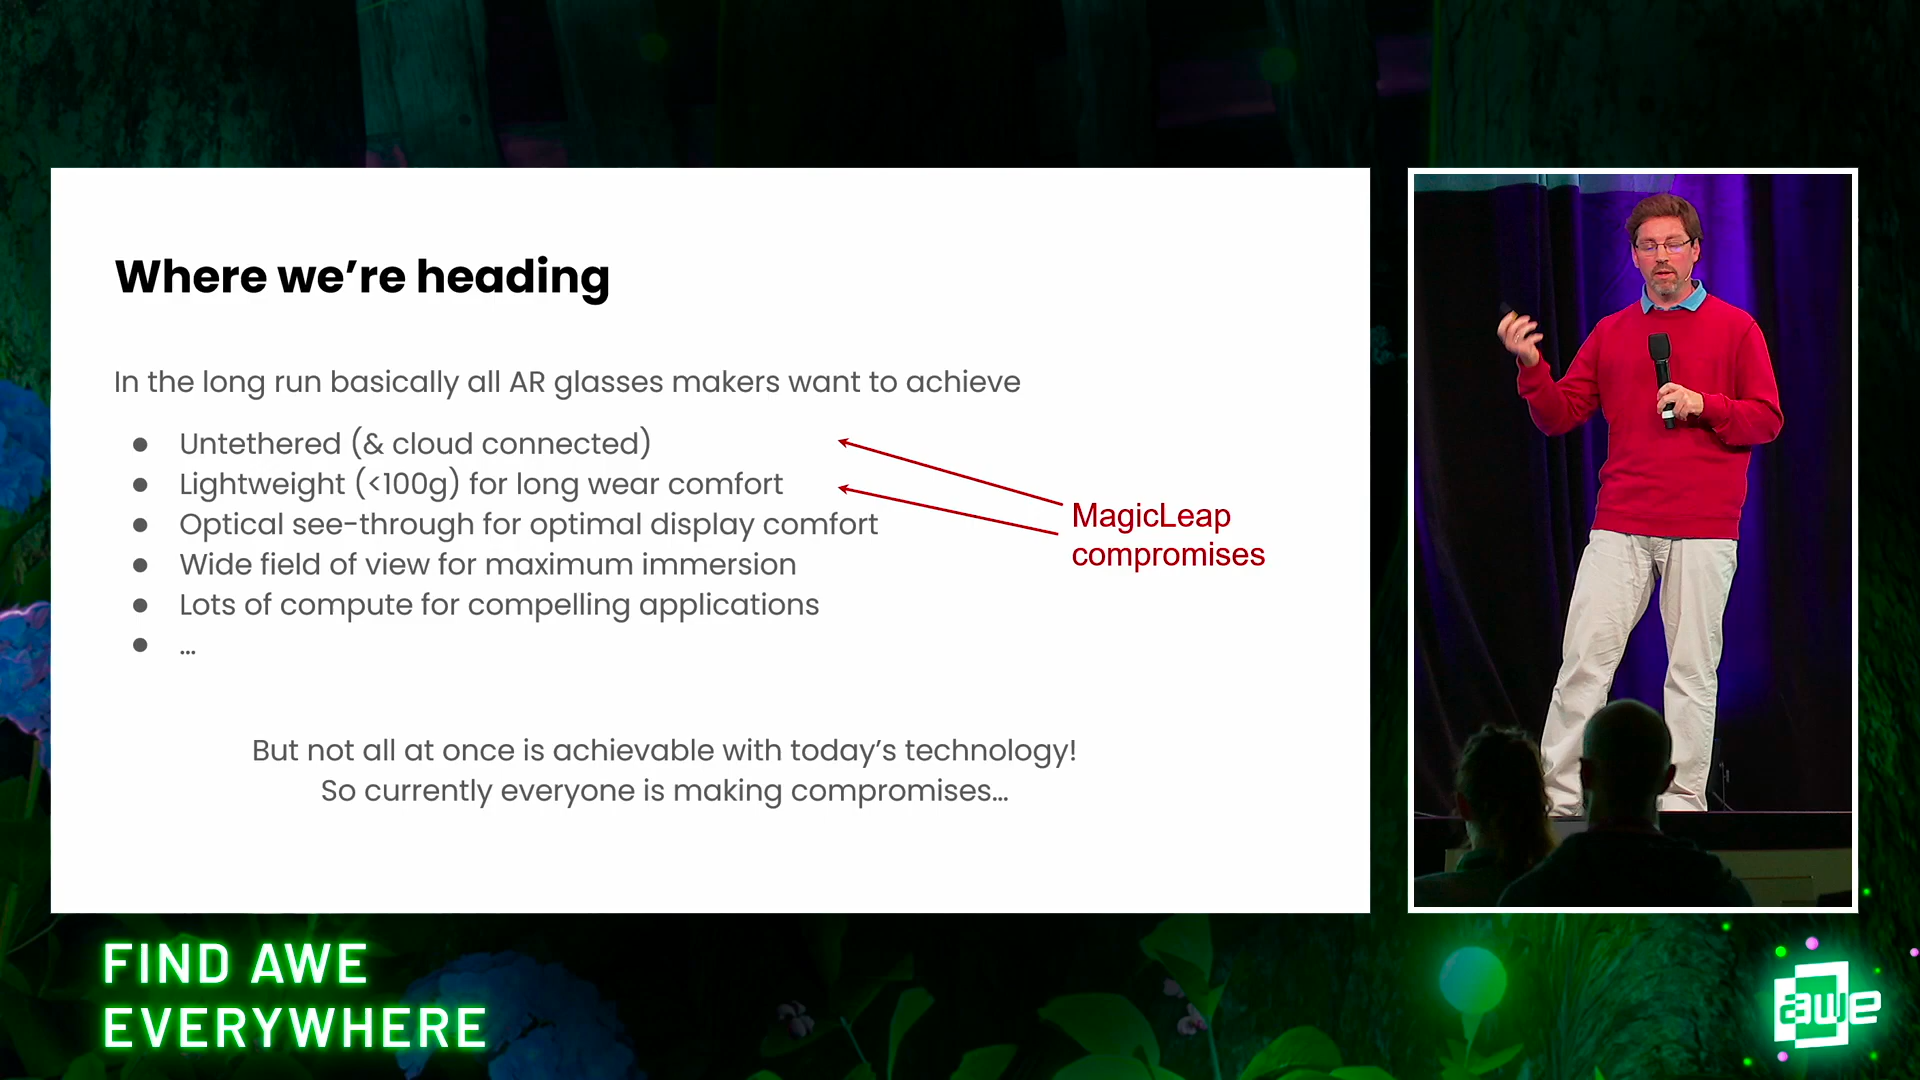 Where we're heading
In the long run basically all AR glasses makers want to achieve
● Untethered (& cloud connected)
● Lightweight (<100g) for long wear comfort
● Optical see-through for optimal display comfort
● Wide field of view for maximum immersion
● Lots of compute for compelling applications
● …
MagicLeap
compromises
But not all at once is achievable with today's technology!
So currently everyone is making compromises…
FIND AWE
EVERYWHERE
awe